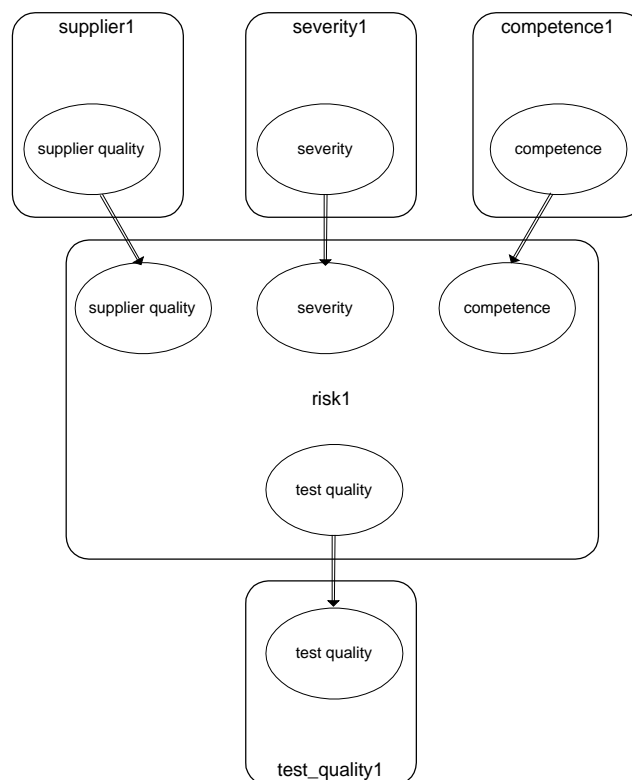 supplier1
severity1
competence1
supplier quality
severity
competence
supplier quality
severity
competence
risk1
test quality
test quality
test_quality1